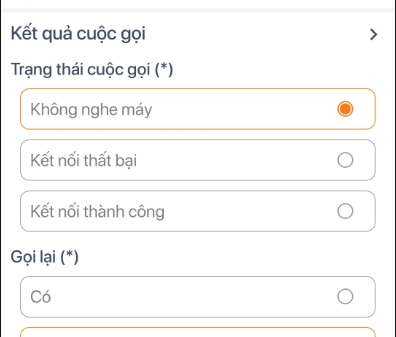 Kết quả cuộc gọi
Trạng thái cuộc gọi (*)
Không nghe máy
Kết nối thất bại
Kết nối thành công
Gọi lại (*)
Có